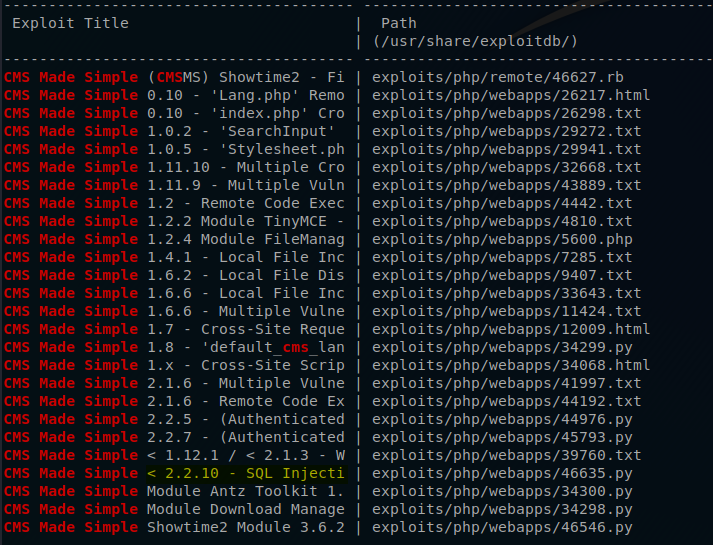 --------------------------------------- ----------------------------------------
Exploit Title | Path
| (/usr/share/exploitdb/)
--------------------------------------- ----------------------------------------
CMS Made Simple (CMSMS) Showtime2 - Fi | exploits/php/remote/46627.rb
CMS Made Simple 0.10 - 'Lang.php' Remo | exploits/php/webapps/26217.html
CMS Made Simple 0.10 - 'index.php' Cro | exploits/php/webapps/26298.txt
CMS Made Simple 1.0.2 - 'SearchInput' | exploits/php/webapps/29272.txt
CMS Made Simple 1.0.5 - 'Stylesheet.ph | exploits/php/webapps/29941.txt
CMS Made Simple 1.11.10 - Multiple Cro | exploits/php/webapps/32668.txt
CMS Made Simple 1.11.9 - Multiple Vuln | exploits/php/webapps/43889.txt
CMS Made Simple 1.2 - Remote Code Exec | exploits/php/webapps/4442.txt
CMS Made Simple 1.2.2 Module TinyMCE - | exploits/php/webapps/4810.txt
CMS Made Simple 1.2.4 Module FileManag | exploits/php/webapps/5600.php
CMS Made Simple 1.4.1 - Local File Inc | exploits/php/webapps/7285.txt
CMS Made Simple 1.6.2 - Local File Dis | exploits/php/webapps/9407.txt
CMS Made Simple 1.6.6 - Local File Inc | exploits/php/webapps/33643.txt
CMS Made Simple 1.6.6 - Multiple Vulne | exploits/php/webapps/11424.txt
CMS Made Simple 1.7 - Cross-Site Reque | exploits/php/webapps/12009.html
CMS Made Simple 1.8 - 'default_cms_lan | exploits/php/webapps/34299.py
CMS Made Simple 1.x - Cross-Site Scrip | exploits/php/webapps/34068.html
CMS Made Simple 2.1.6 - Multiple Vulne | exploits/php/webapps/41997.txt
CMS Made Simple 2.1.6 - Remote Code Ex | exploits/php/webapps/44192.txt
CMS Made Simple 2.2.5 - (Authenticated | exploits/php/webapps/44976.py
CMS Made Simple 2.2.7 - (Authenticated | exploits/php/webapps/45793.py
CMS Made Simple < 1.12.1 / < 2.1.3 - W | exploits/php/webapps/39760.txt
CMS Made Simple < 2.2.10 - SQL Injecti | exploits/php/webapps/46635.py
CMS Made Simple Module Antz Toolkit 1. | exploits/php/webapps/34300.py
CMS Made Simple Module Download Manage | exploits/php/webapps/34298.py
CMS Made Simple Showtime2 Module 3.6.2 | exploits/php/webapps/46546.py